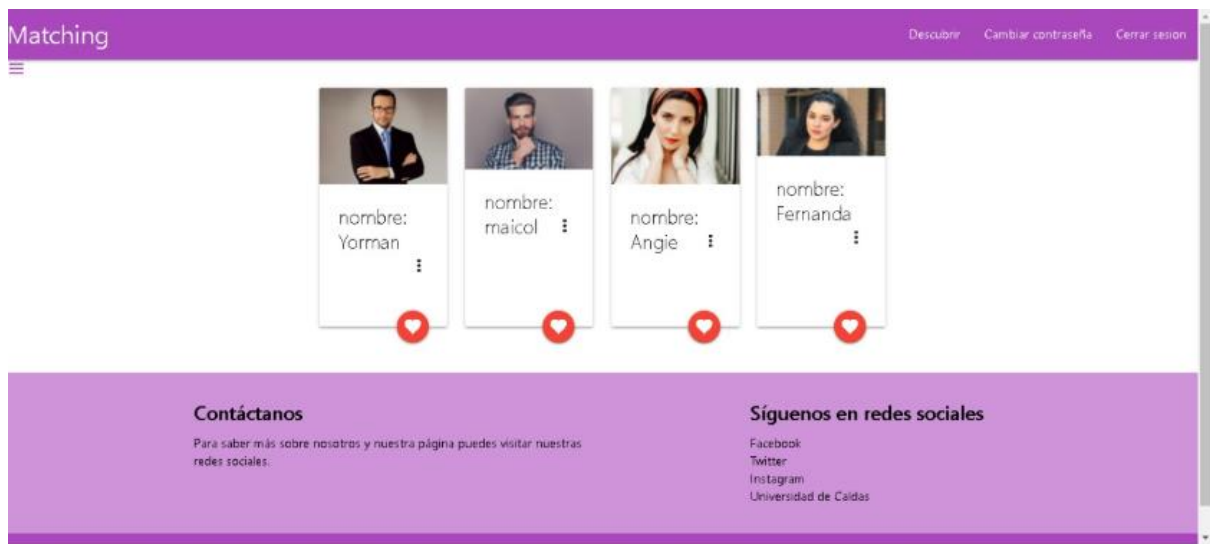 Matching
Descubrir Cambiar contraseña Cerrar sesion
nombre:
Yorman
nombre:
maicol
nombre:
Angie
nombre:
Fernanda
Contáctanos
Para saber más sobre nosotros y nuestra página puedes visitar nuestras
redes sociales.
Síguenos en redes sociales
Facebook
Twitter
Instagram
Universidad de Caldas